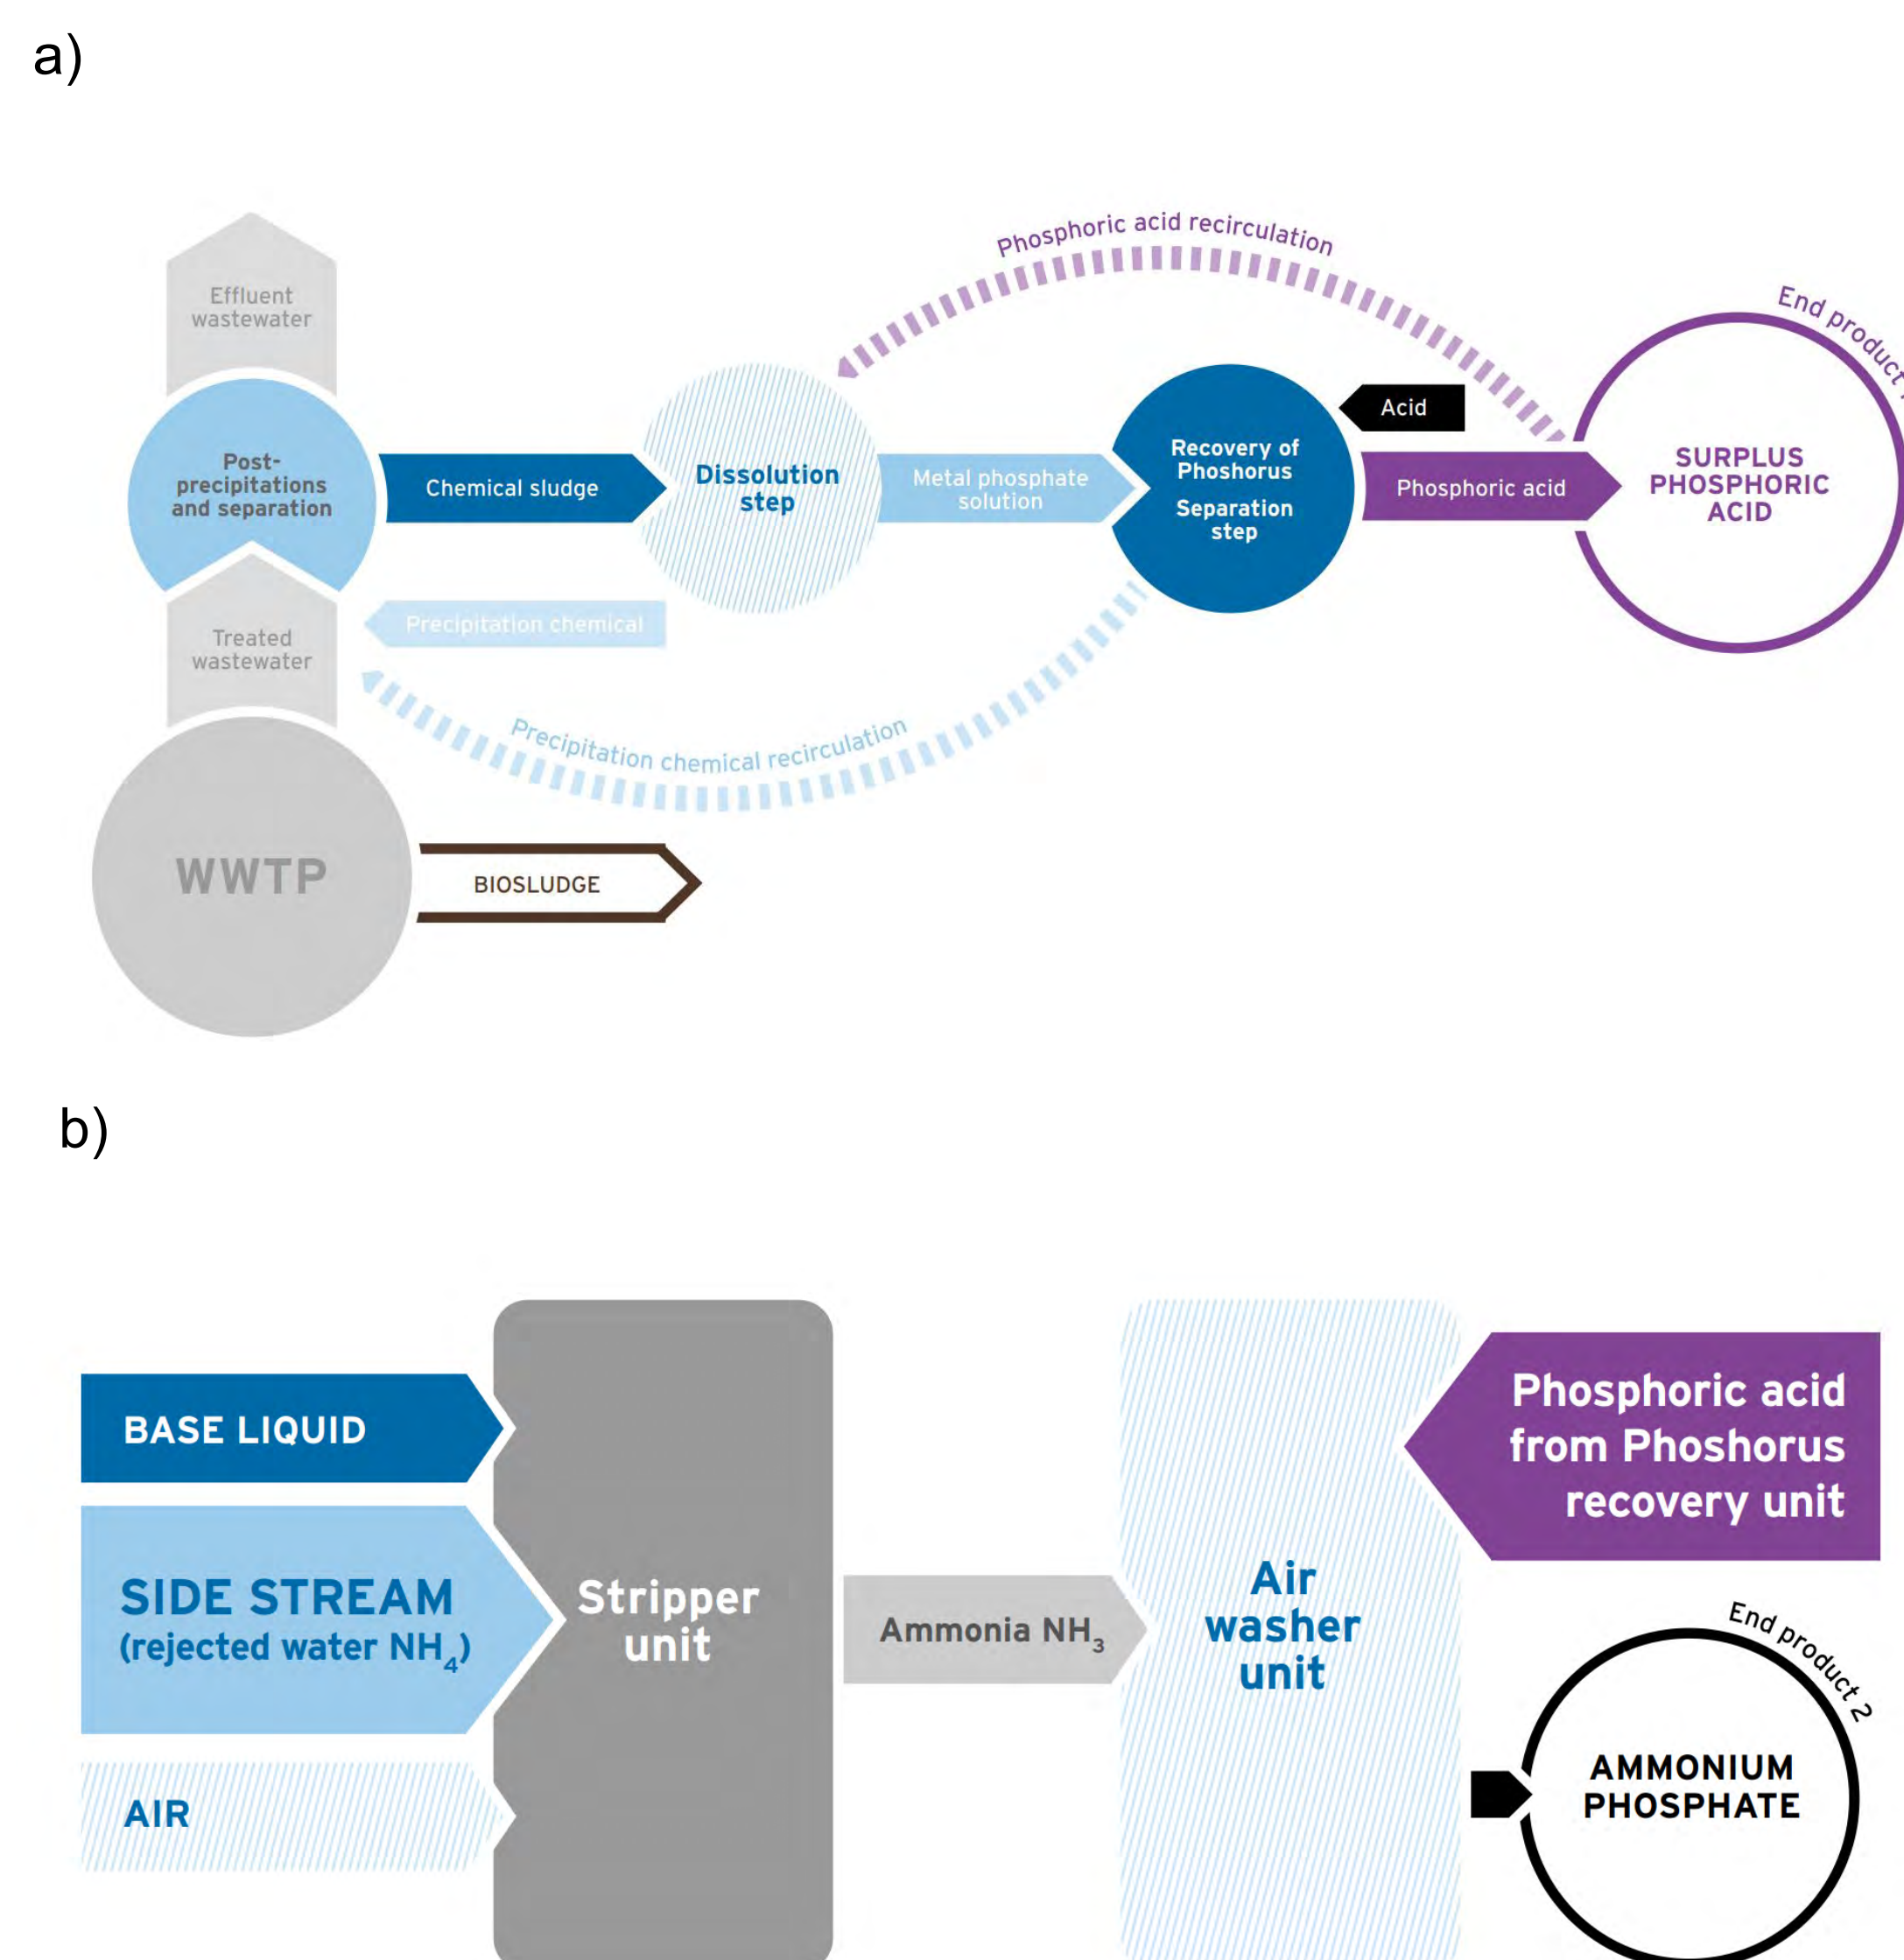 a)
Effluent
wastewater
Post-
precipitations
and separation
Treated
wastewater
WWTP
Chemical sludge
Dissolution
step
Metal phosphate
solution
Recovery of
Phoshorus
Separation
step
Acid
Phosphoric acid
Phosphoric acid recirculation
SURPLUS
PHOSPHORIC
ACID
End product
Precipitation chemical
Precipitation chemical recirculation
BIOSLUDGE
b)
BASE LIQUID
SIDE STREAM
(rejected water NH₄)
AIR
Stripper
unit
Ammonia NH₃
Air
washer
unit
Phosphoric acid
from Phoshorus
recovery unit
End product 2
AMMONIUM
PHOSPHATE